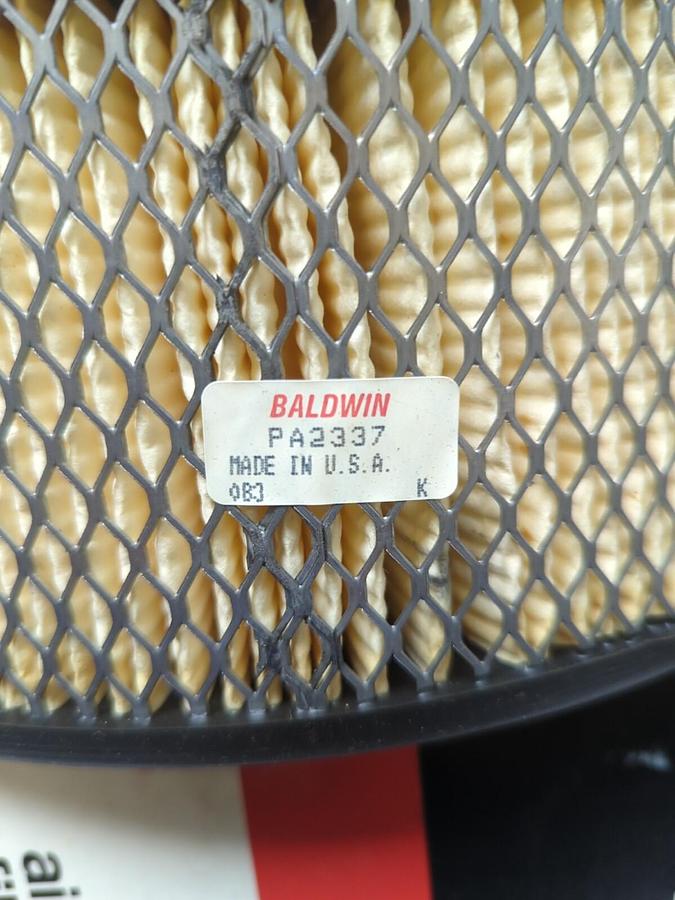 BALDWIN
PA2337
MADE IN U.S.A.
0B3 K